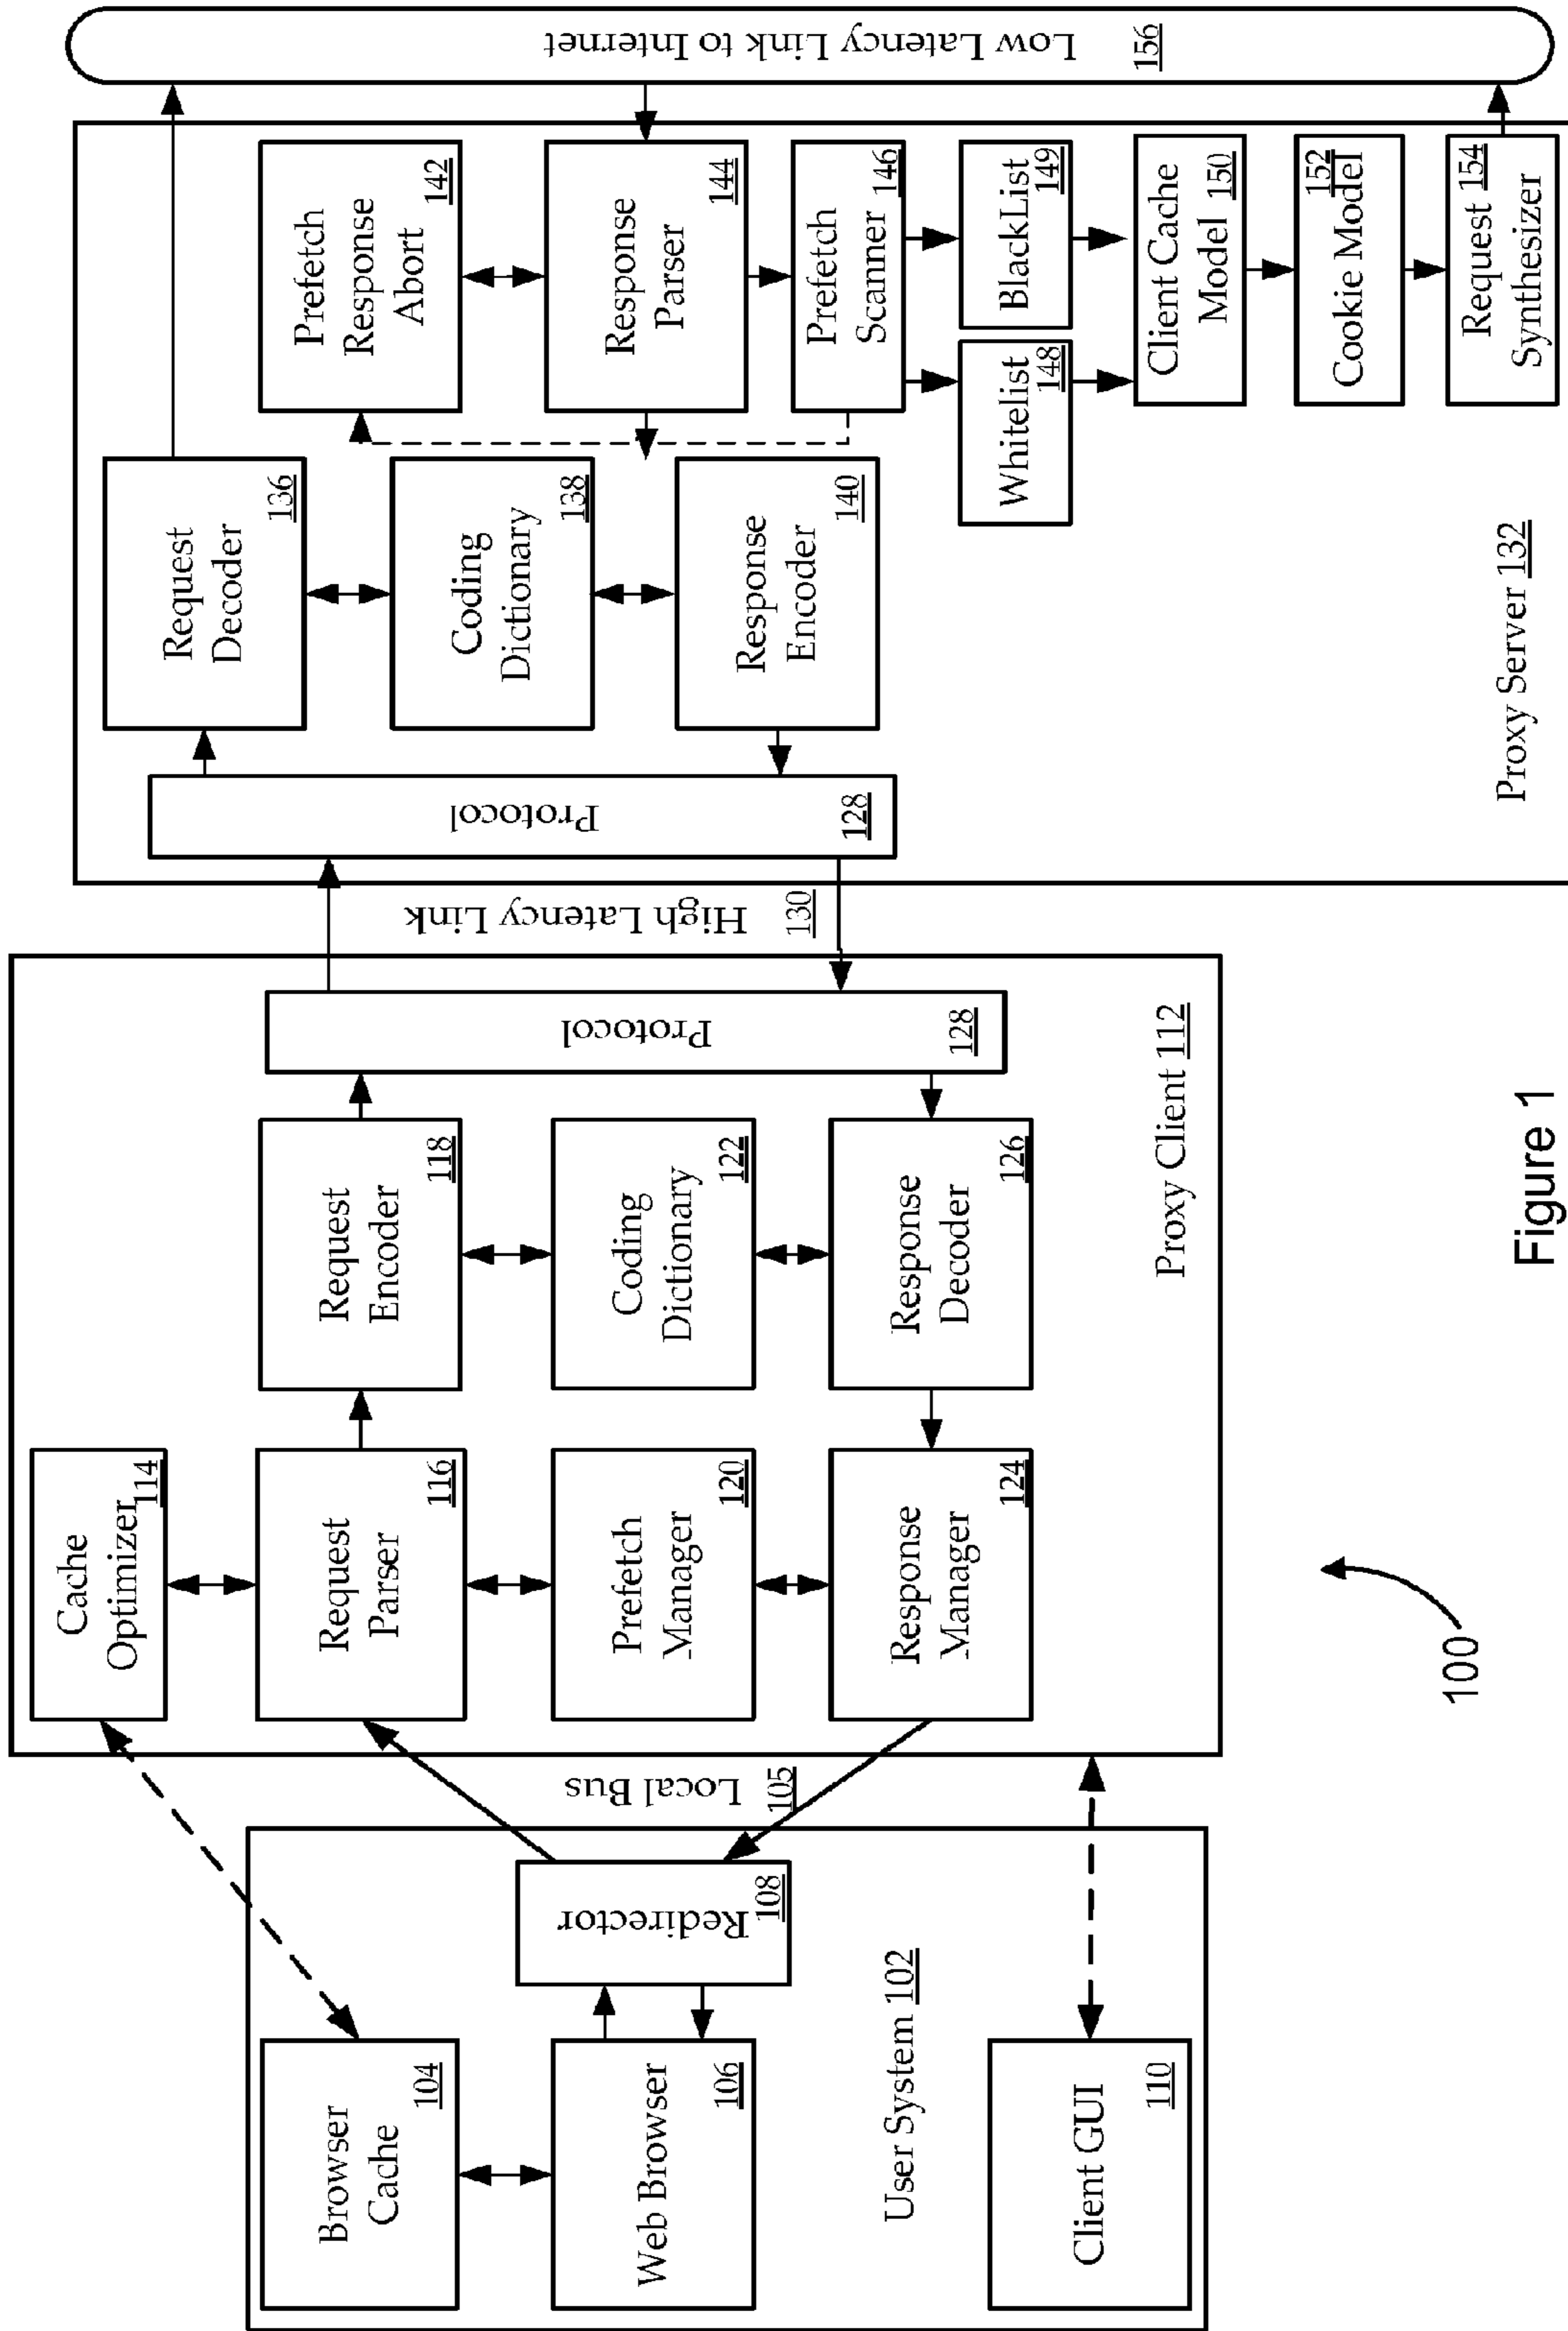 Browser
Cache
104
Web Browser
106
Redirector
108
User System 102
Client GUI
110
Local Bus
105
Cache
Optimizer
114
Request
Parser
116
Prefetch
Manager
120
Response
Manager
124
Request
Encoder
118
Coding
Dictionary
122
Response
Decoder
126
Protocol
128
Proxy Client 112
High Latency Link
130
Protocol
128
Request
Decoder
136
Coding
Dictionary
138
Response
Encoder
140
Prefetch
Response
Abort
142
Response
Parser
144
Prefetch
Scanner
146
Whitelist
148
BlackList
149
Client Cache
Model 150
152
Cookie Model
Request 154
Synthesizer
Proxy Server 132
Low Latency Link to Internet
156
100
Figure 1